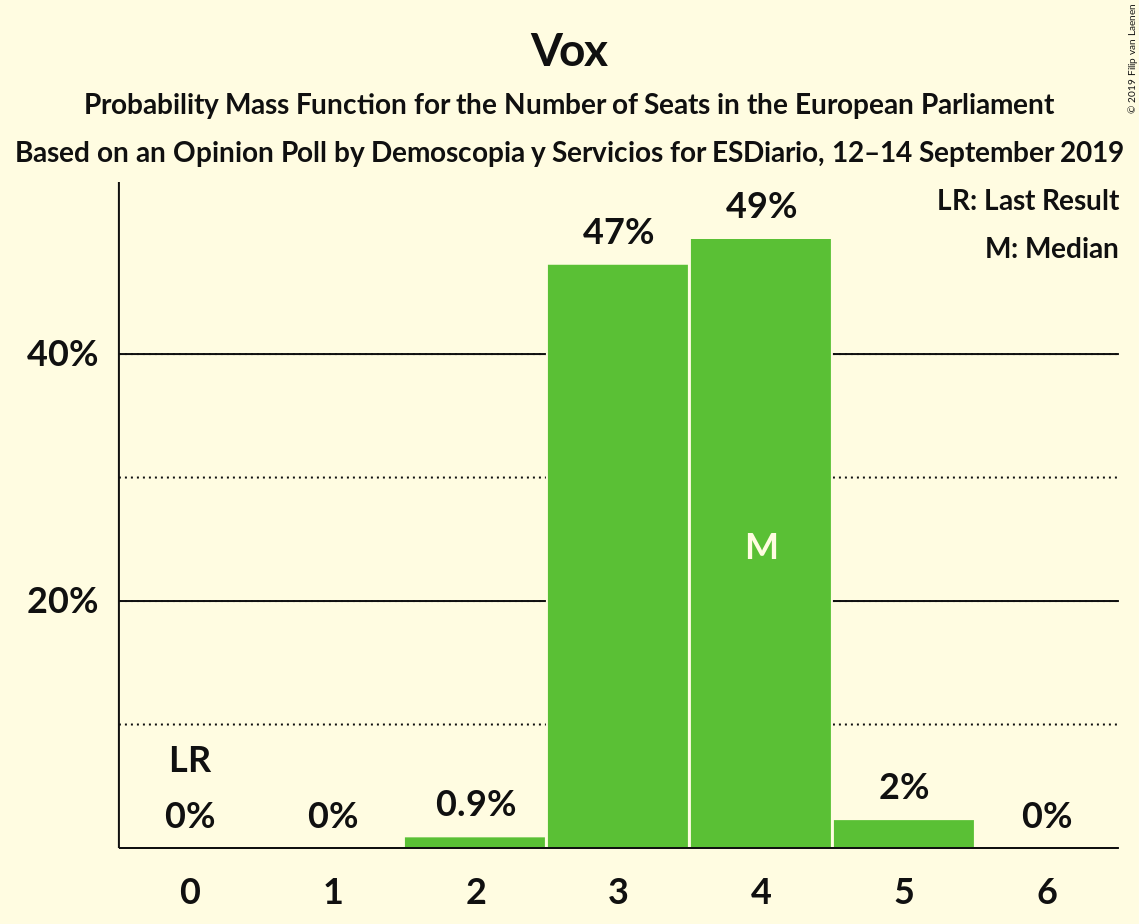 Vox
Probability Mass Function for the Number of Seats in the European Parliament
Based on an Opinion Poll by Demoscopia y Servicios for ESDiario, 12–14 September 2019
© 2019 Filip van Laenen
LR: Last Result
M: Median
40%
20%
LR
0%
0%
0.9%
47%
49%
M
2%
0%
0
1
2
3
4
5
6